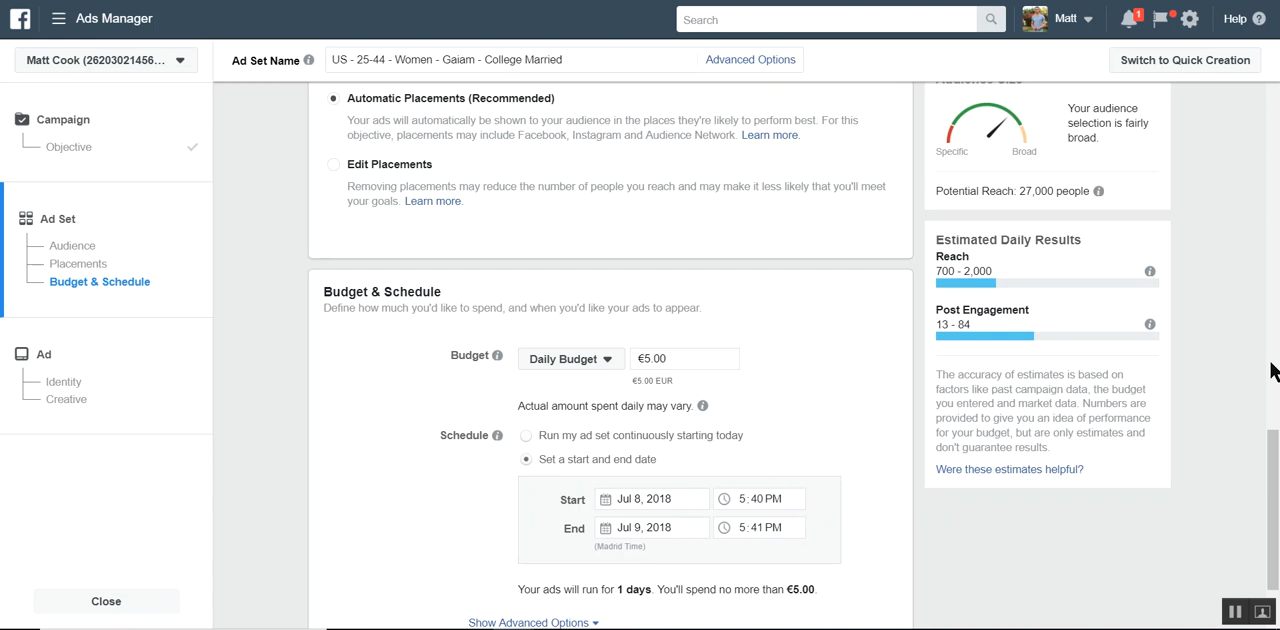 Ads Manager
Search
Matt
1
Help
Matt Cook (26203021456...
Ad Set Name
US - 25-44 - Women - Gaiam - College Married
Advanced Options
Switch to Quick Creation
Campaign
Objective
Ad Set
Audience
Placements
Budget & Schedule
Ad
Identity
Creative
Close
Automatic Placements (Recommended)
Your ads will automatically be shown to your audience in the places they're likely to perform best. For this
objective, placements may include Facebook, Instagram and Audience Network. Learn more.
Edit Placements
Removing placements may reduce the number of people you reach and may make it less likely that you'll meet
your goals. Learn more.
Budget & Schedule
Define how much you'd like to spend, and when you'd like your ads to appear.
Budget
Daily Budget
€5.00
€5.00 EUR
Actual amount spent daily may vary.
Schedule
Run my ad set continuously starting today
Set a start and end date
Start
Jul 8, 2018
5:40 PM
End
Jul 9, 2018
5:41 PM
(Madrid Time)
Your ads will run for 1 days. You'll spend no more than €5.00.
Show Advanced Options
Audience Size
Your audience
selection is fairly
broad.
Specific
Broad
Potential Reach: 27,000 people
Estimated Daily Results
Reach
700 - 2,000
Post Engagement
13 - 84
The accuracy of estimates is based on
factors like past campaign data, the budget
you entered and market data. Numbers are
provided to give you an idea of performance
for your budget, but are only estimates and
don't guarantee results.
Were these estimates helpful?